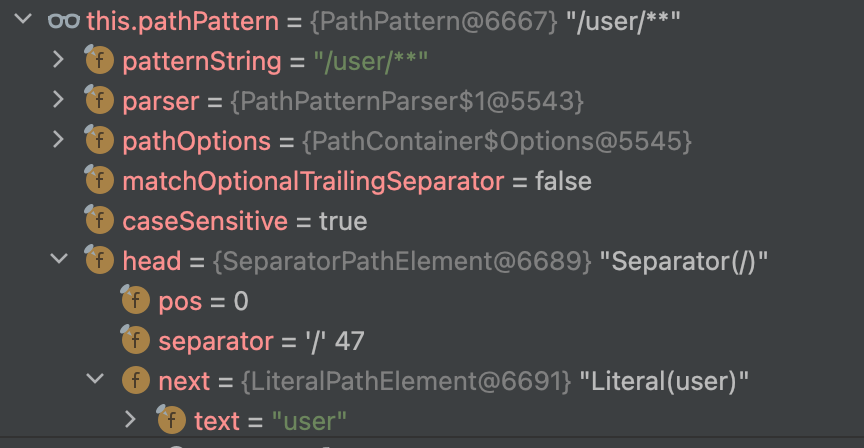 this.pathPattern = {PathPattern@6667} "/user/**"
f patternString = "/user/**"
f parser = {PathPatternParser$1@5543}
f pathOptions = {PathContainer$Options@5545}
f matchOptionalTrailingSeparator = false
f caseSensitive = true
f head = {SeparatorPathElement@6689} "Separator(/)"
f pos = 0
f separator = '/' 47
f next = {LiteralPathElement@6691} "Literal(user)"
f text = "user"